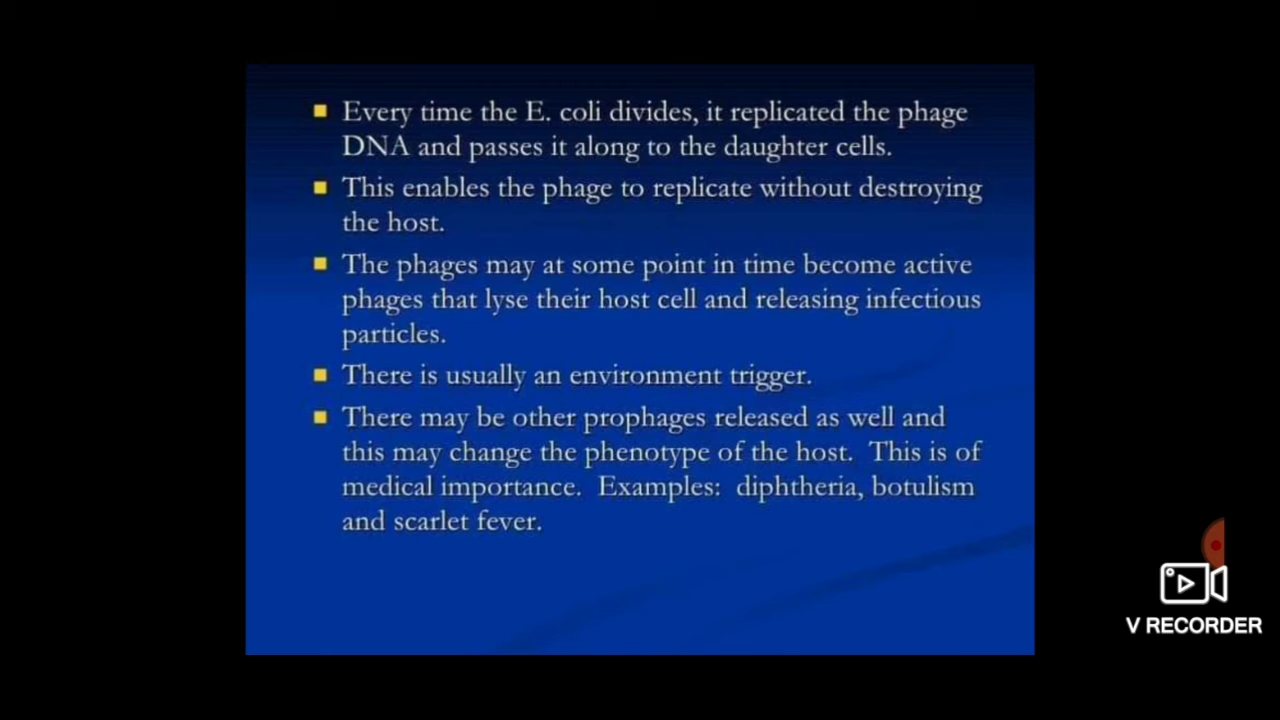 Every time the E. coli divides, it replicated the phage
DNA and passes it along to the daughter cells.
This enables the phage to replicate without destroying
the host.
The phages may at some point in time become active
phages that lyse their host cell and releasing infectious
particles.
There is usually an environment trigger.
There may be other prophages released as well and
this may change the phenotype of the host.  This is of
medical importance.  Examples:  diphtheria, botulism
and scarlet fever.
V RECORDER